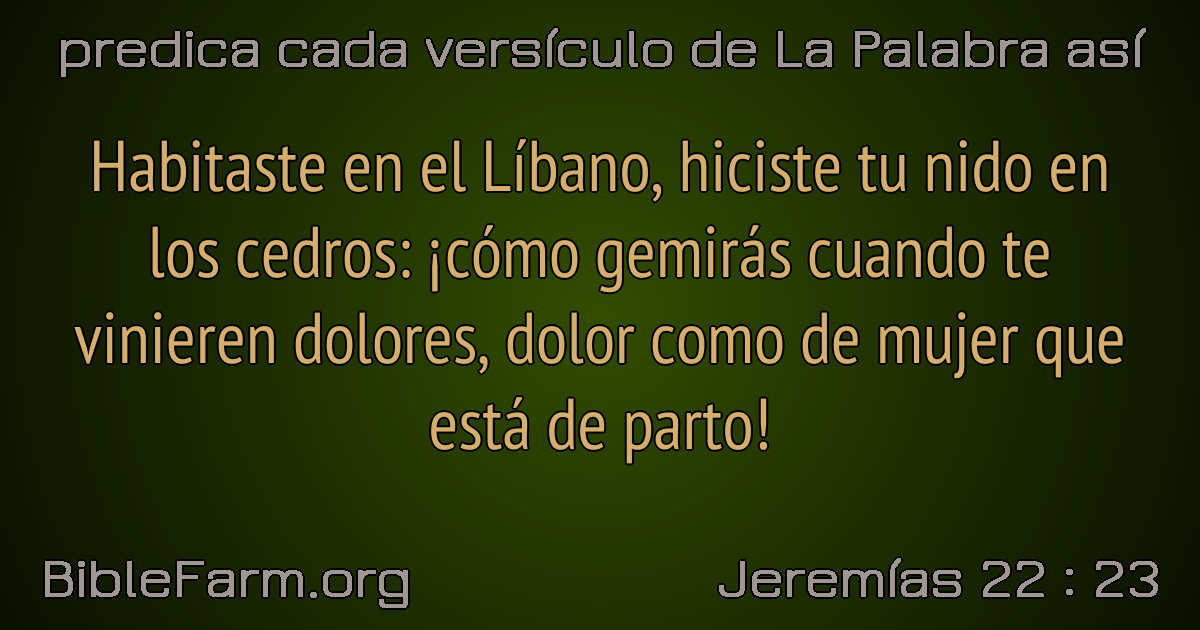 predica cada versículo de La Palabra así
Habitaste en el Líbano, hiciste tu nido en
los cedros: ¡cómo gemirás cuando te
vinieren dolores, dolor como de mujer que
está de parto!
BibleFarm.org
Jeremías 22 : 23